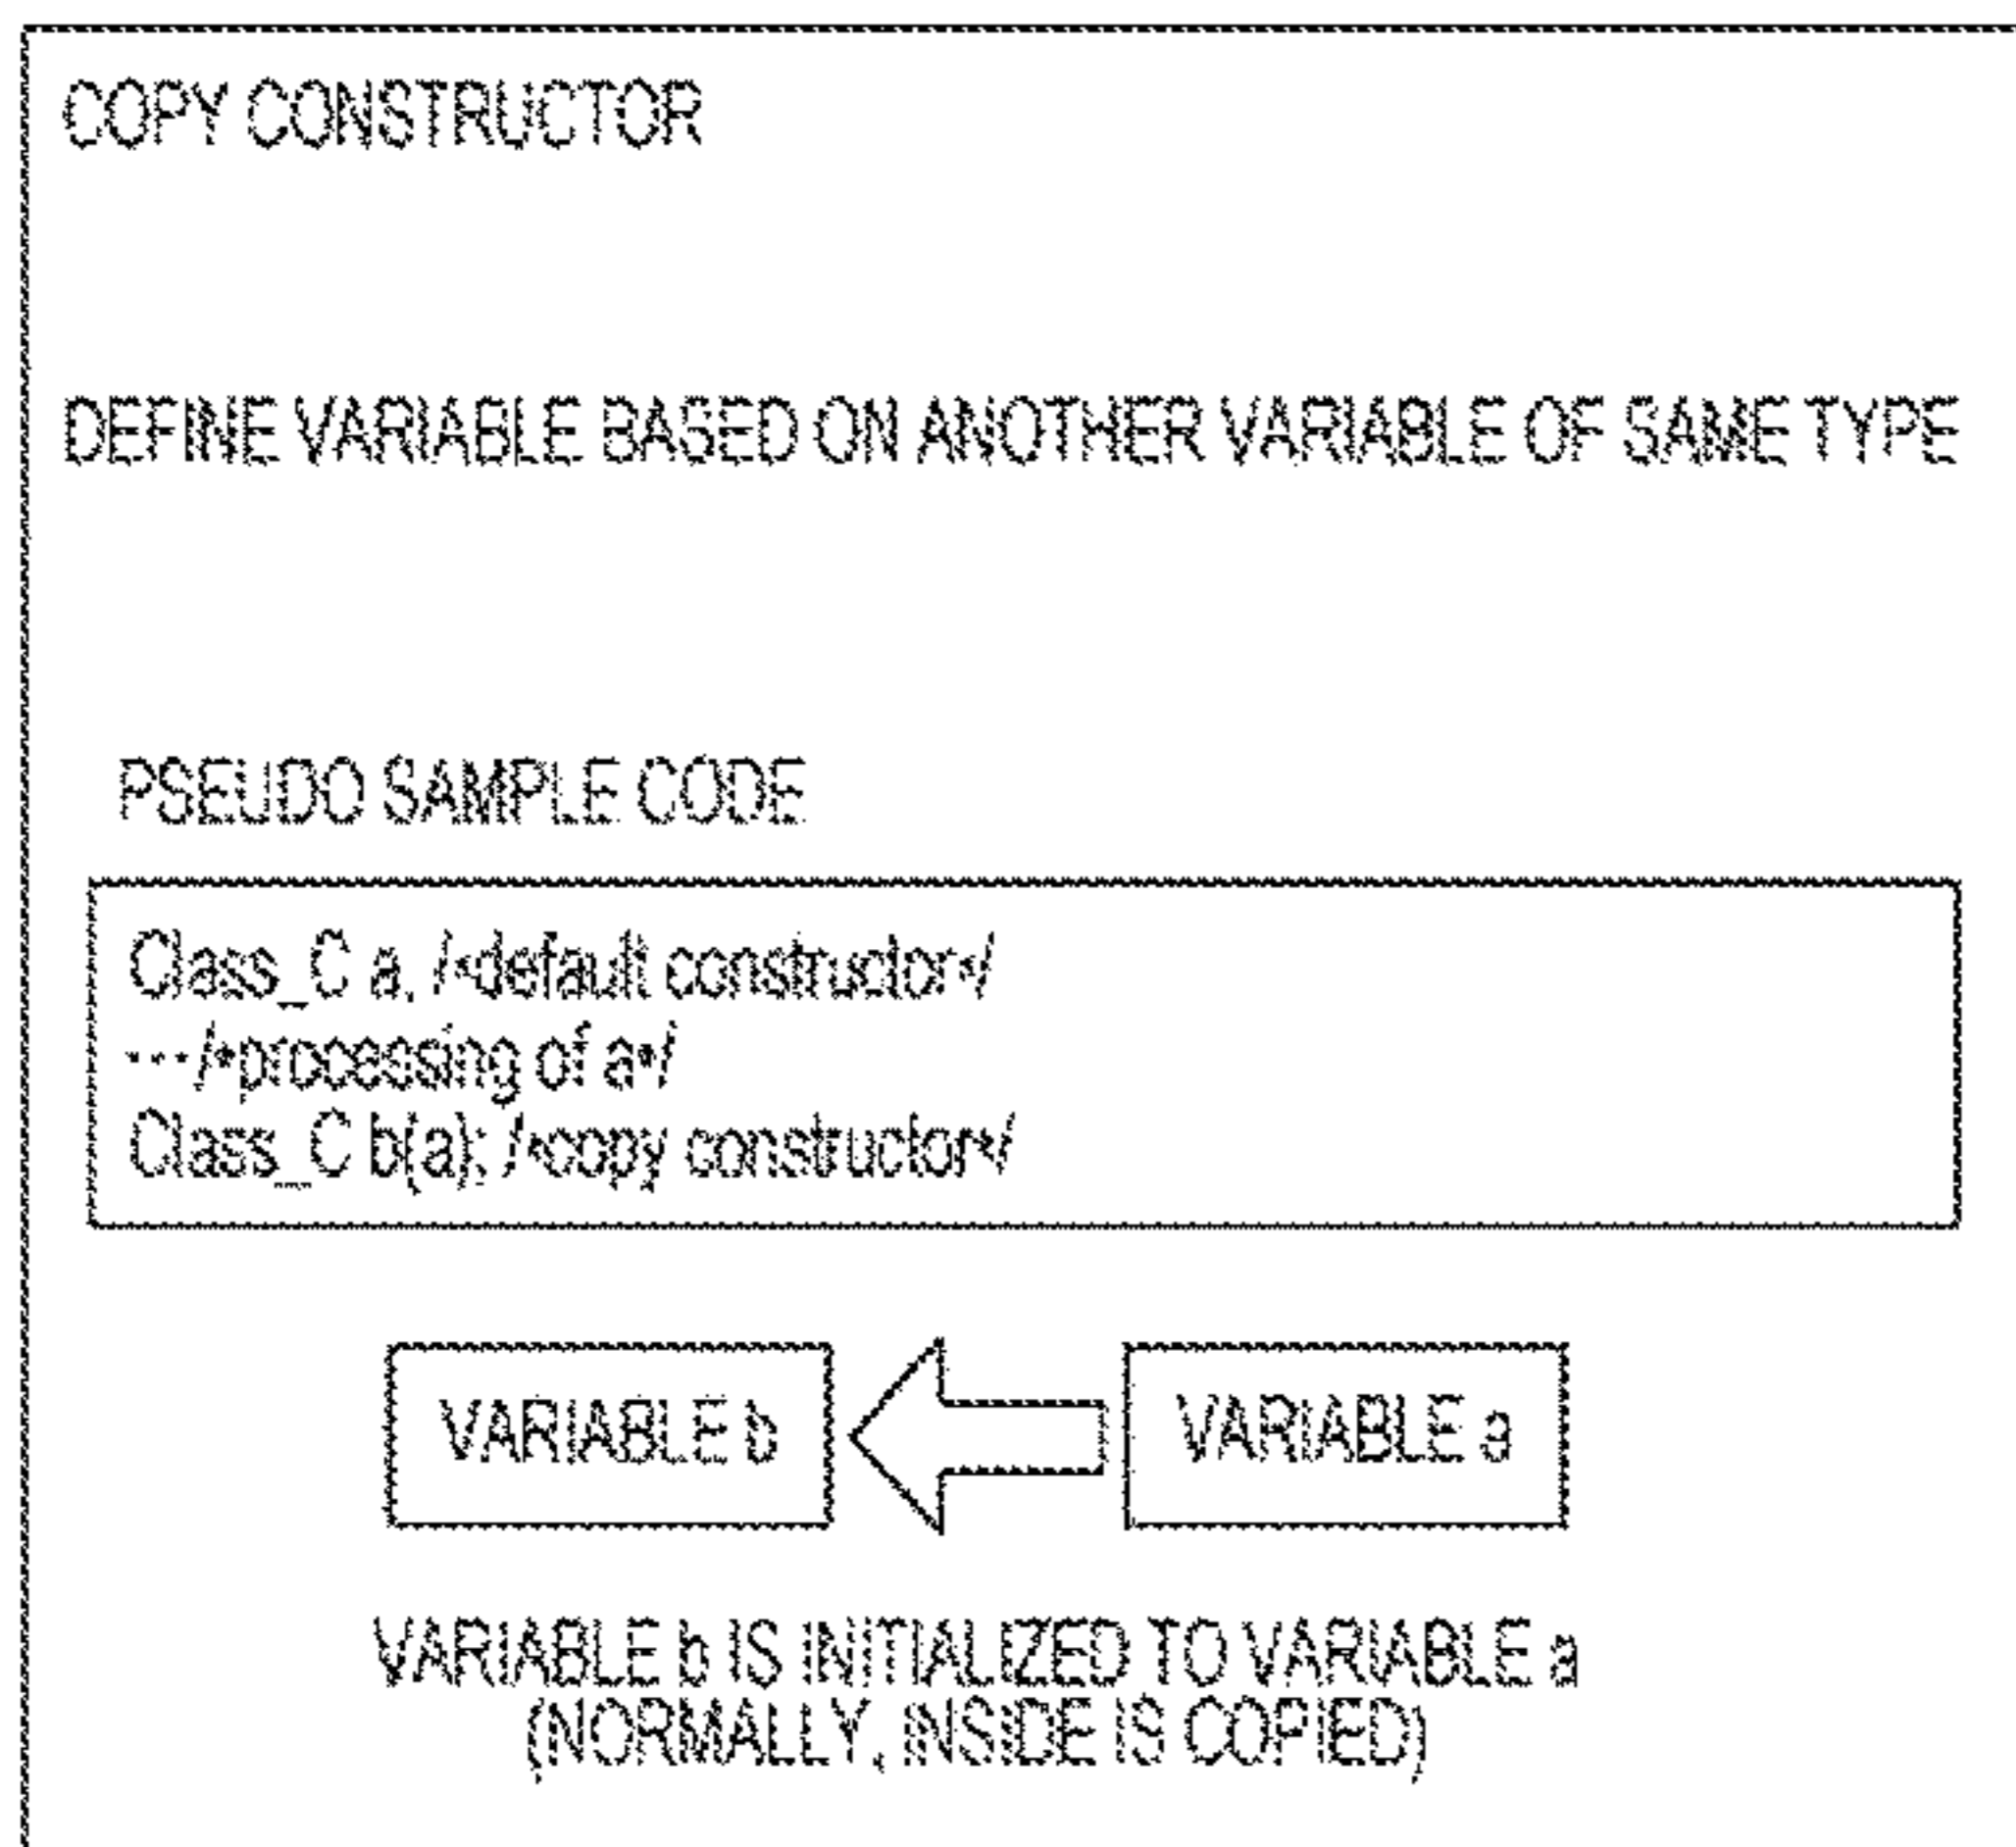 COPY CONSTRUCTOR
DEFINE VARIABLE BASED ON ANOTHER VARIABLE OF SAME TYPE
PSEUDO SAMPLE CODE
Class_C a, /*default constructor*/
···/*processing of a*/
Class_C b(a); /*copy constructor*/
VARIABLE b
VARIABLE a
VARIABLE b IS INITIALIZED TO VARIABLE a
(NORMALLY, INSIDE IS COPIED)